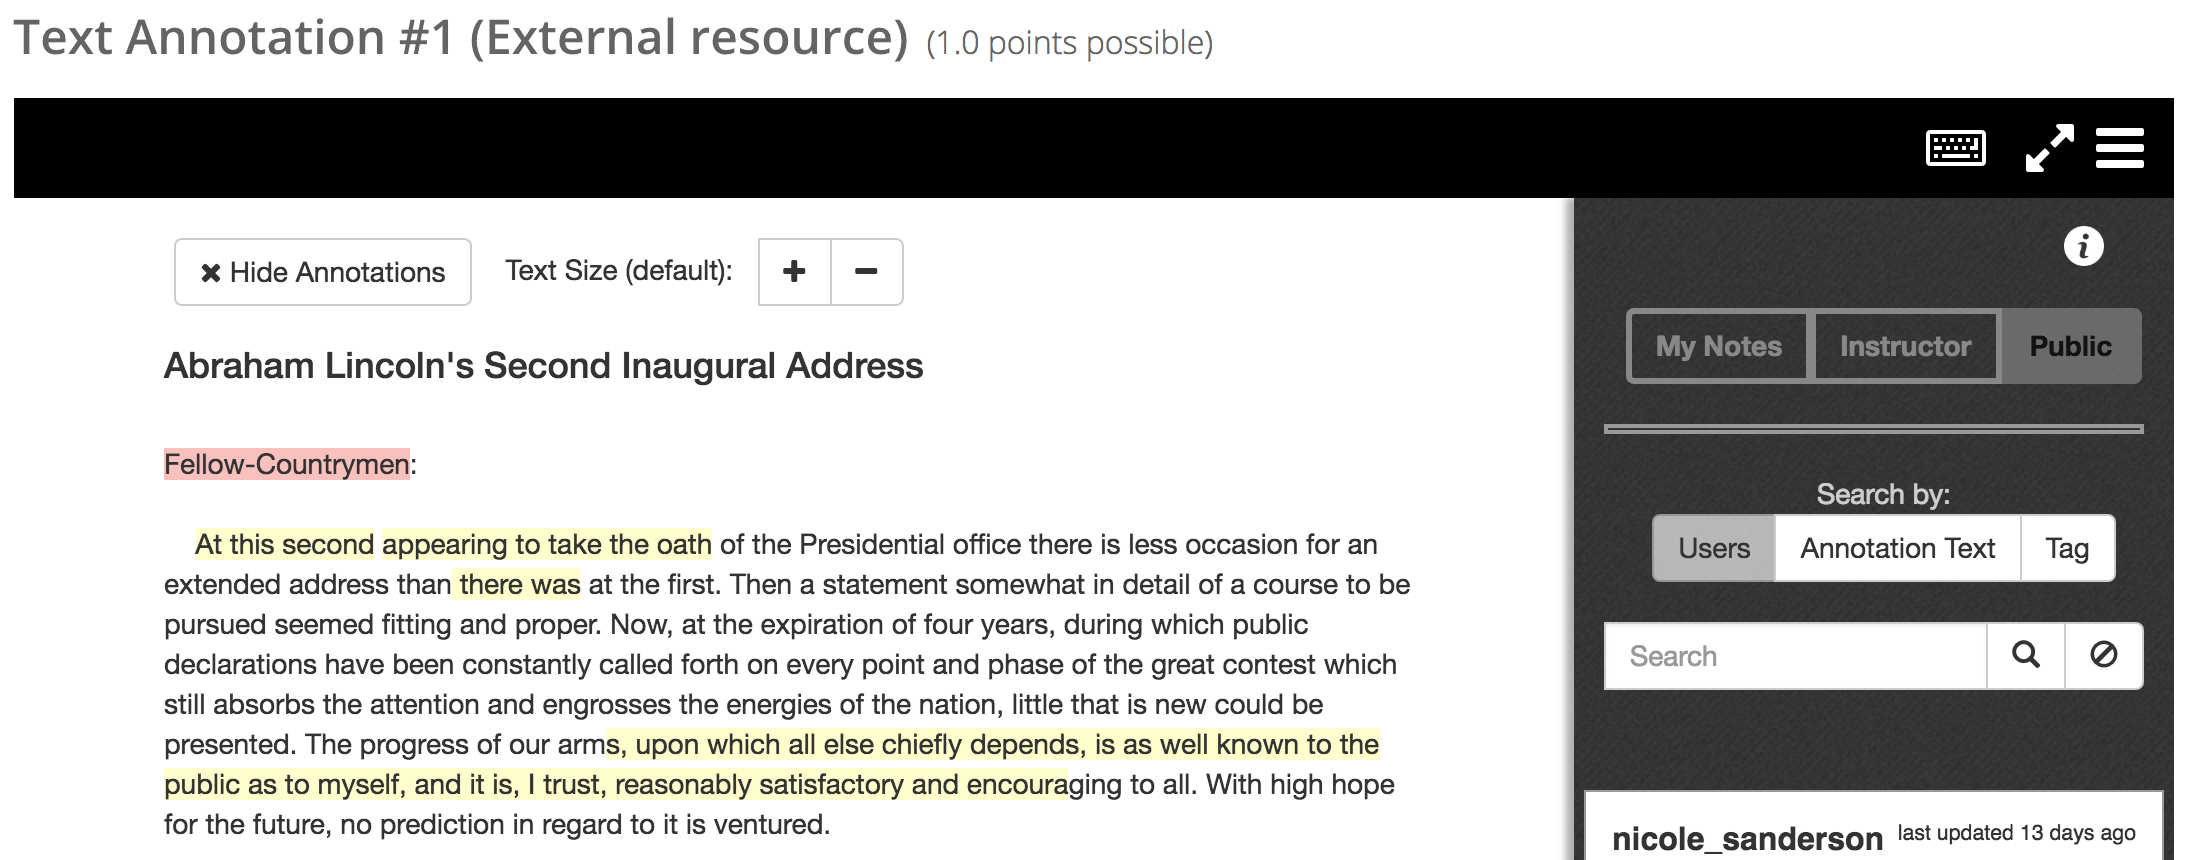 Text Annotation #1 (External resource) (1.0 points possible)
Hide Annotations
Text Size (default):
Abraham Lincoln's Second Inaugural Address
Fellow-Countrymen:
At this second appearing to take the oath of the Presidential office there is less occasion for an
extended address than there was at the first. Then a statement somewhat in detail of a course to be
pursued seemed fitting and proper. Now, at the expiration of four years, during which public
declarations have been constantly called forth on every point and phase of the great contest which
still absorbs the attention and engrosses the energies of the nation, little that is new could be
presented. The progress of our arms, upon which all else chiefly depends, is as well known to the
public as to myself, and it is, I trust, reasonably satisfactory and encouraging to all. With high hope
for the future, no prediction in regard to it is ventured.
My Notes Instructor Public
Search by:
Users Annotation Text Tag
Search
nicole_sanderson last updated 13 days ago